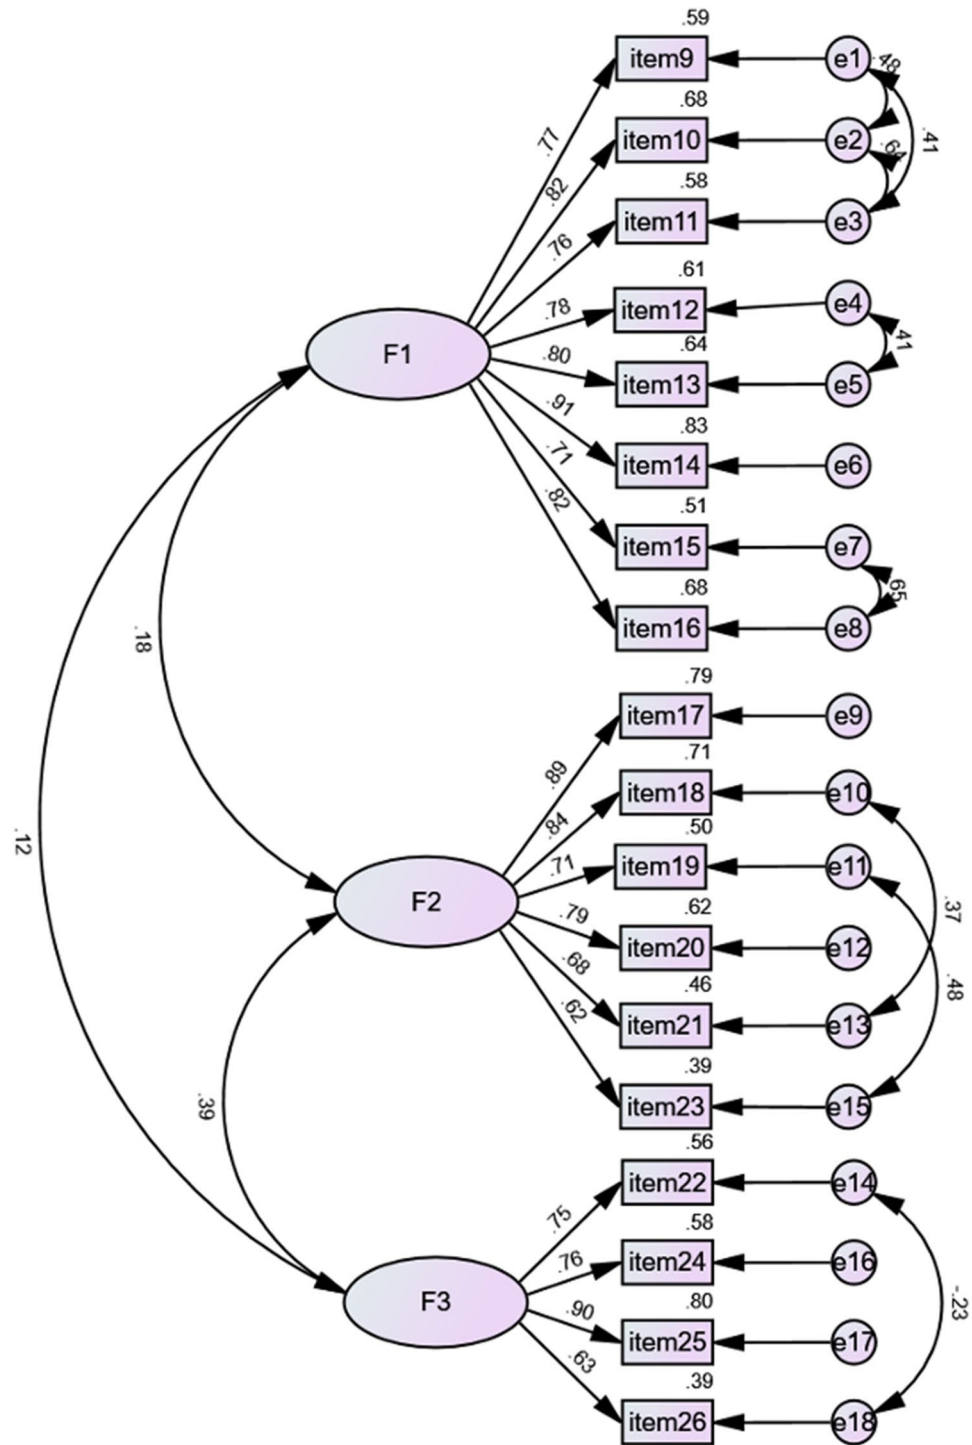 .59
item9
e1
.48
.77
.68
item10
e2
.41
.82
.64
.58
item11
e3
.76
.61
item12
e4
.78
F1
.64
.41
item13
e5
.80
.83
.91
item14
e6
.71
.51
item15
e7
.82
.68
.65
item16
e8
.18
.79
item17
e9
.71
.89
item18
e10
.84
.50
.12
item19
e11
.71
.37
F2
.62
.79
item20
e12
.68
.46
.48
.62
item21
e13
.39
.39
item23
e15
.56
item22
e14
.75
.58
.76
item24
e16
F3
.80
-.23
.90
item25
e17
.63
.39
item26
e18